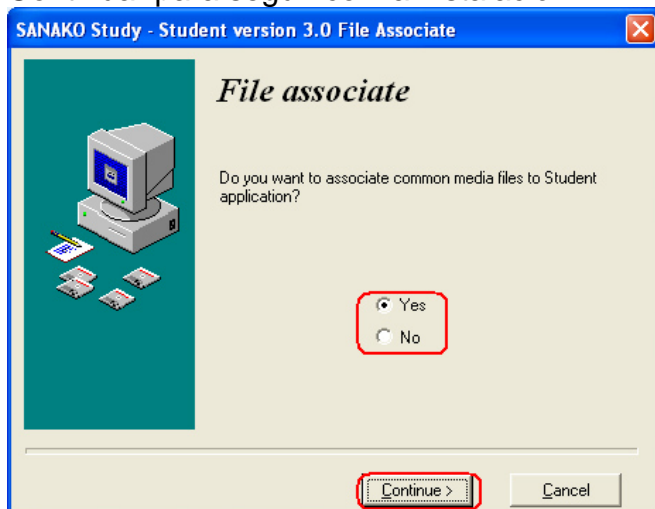 SANAKO Study - Student version 3.0 File Associate
File associate
Do you want to associate common media files to Student
application?
Yes
No
Continue >
Cancel